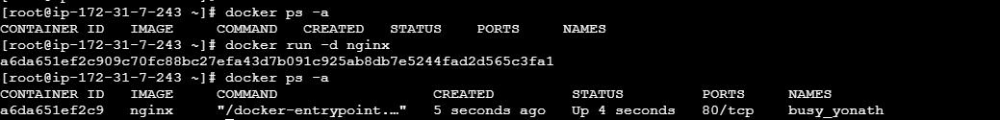 [root@ip-172-31-7-243 ~]# docker ps -a
CONTAINER ID   IMAGE     COMMAND   CREATED   STATUS    PORTS     NAMES
[root@ip-172-31-7-243 ~]# docker run -d nginx
a6da651ef2c909c70fc88bc27efa43d7b091c925ab8db7e5244fad2d565c3fa1
[root@ip-172-31-7-243 ~]# docker ps -a
CONTAINER ID   IMAGE     COMMAND                  CREATED         STATUS         PORTS     NAMES
a6da651ef2c9   nginx     "/docker-entrypoint.…"   5 seconds ago   Up 4 seconds   80/tcp    busy_yonath